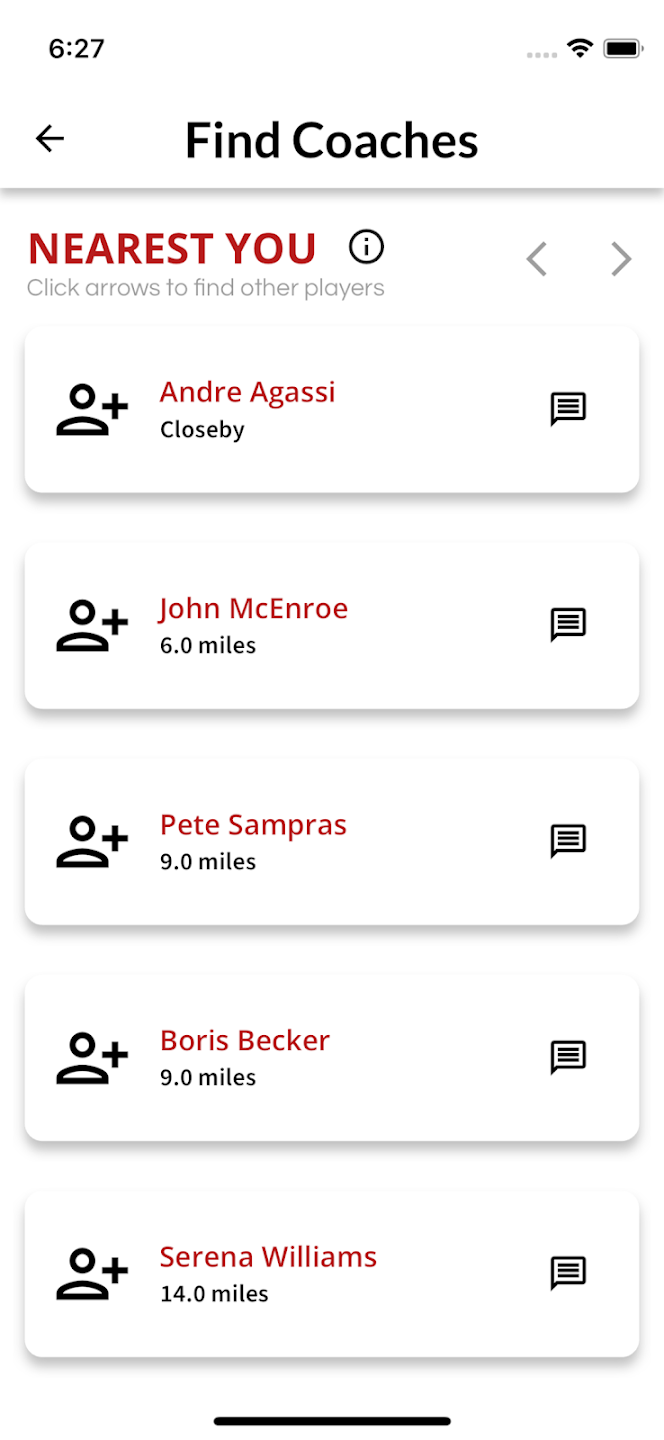 6:27
Find Coaches
NEAREST YOU
Click arrows to find other players
Andre Agassi
Closeby
John McEnroe
6.0 miles
Pete Sampras
9.0 miles
Boris Becker
9.0 miles
Serena Williams
14.0 miles